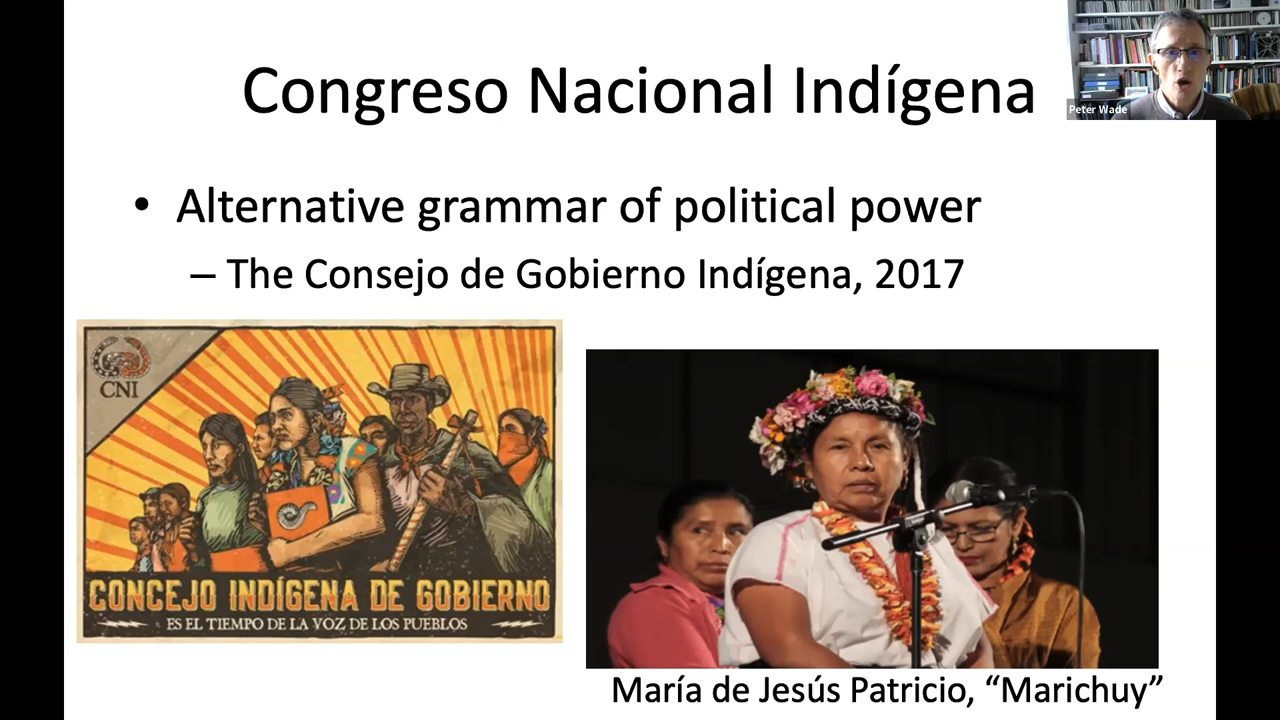 Congreso Nacional Indígena
Peter Wade
• Alternative grammar of political power
– The Consejo de Gobierno Indígena, 2017
CNI
CONCEJO INDÍGENA DE GOBIERNO
ES EL TIEMPO DE LA VOZ DE LOS PUEBLOS
María de Jesús Patricio, “Marichuy”